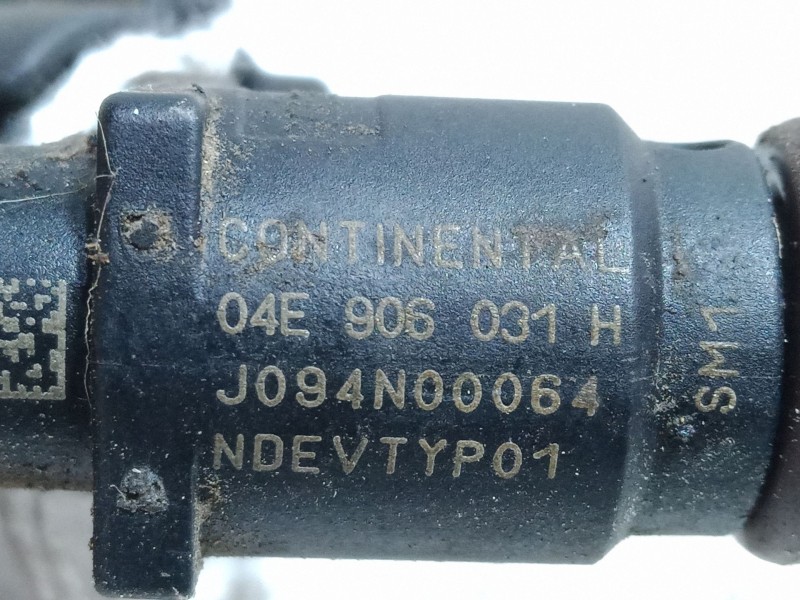 CONTINENTAL
04E 906 031 H
J094N00064
NDEVTYP01
SM1